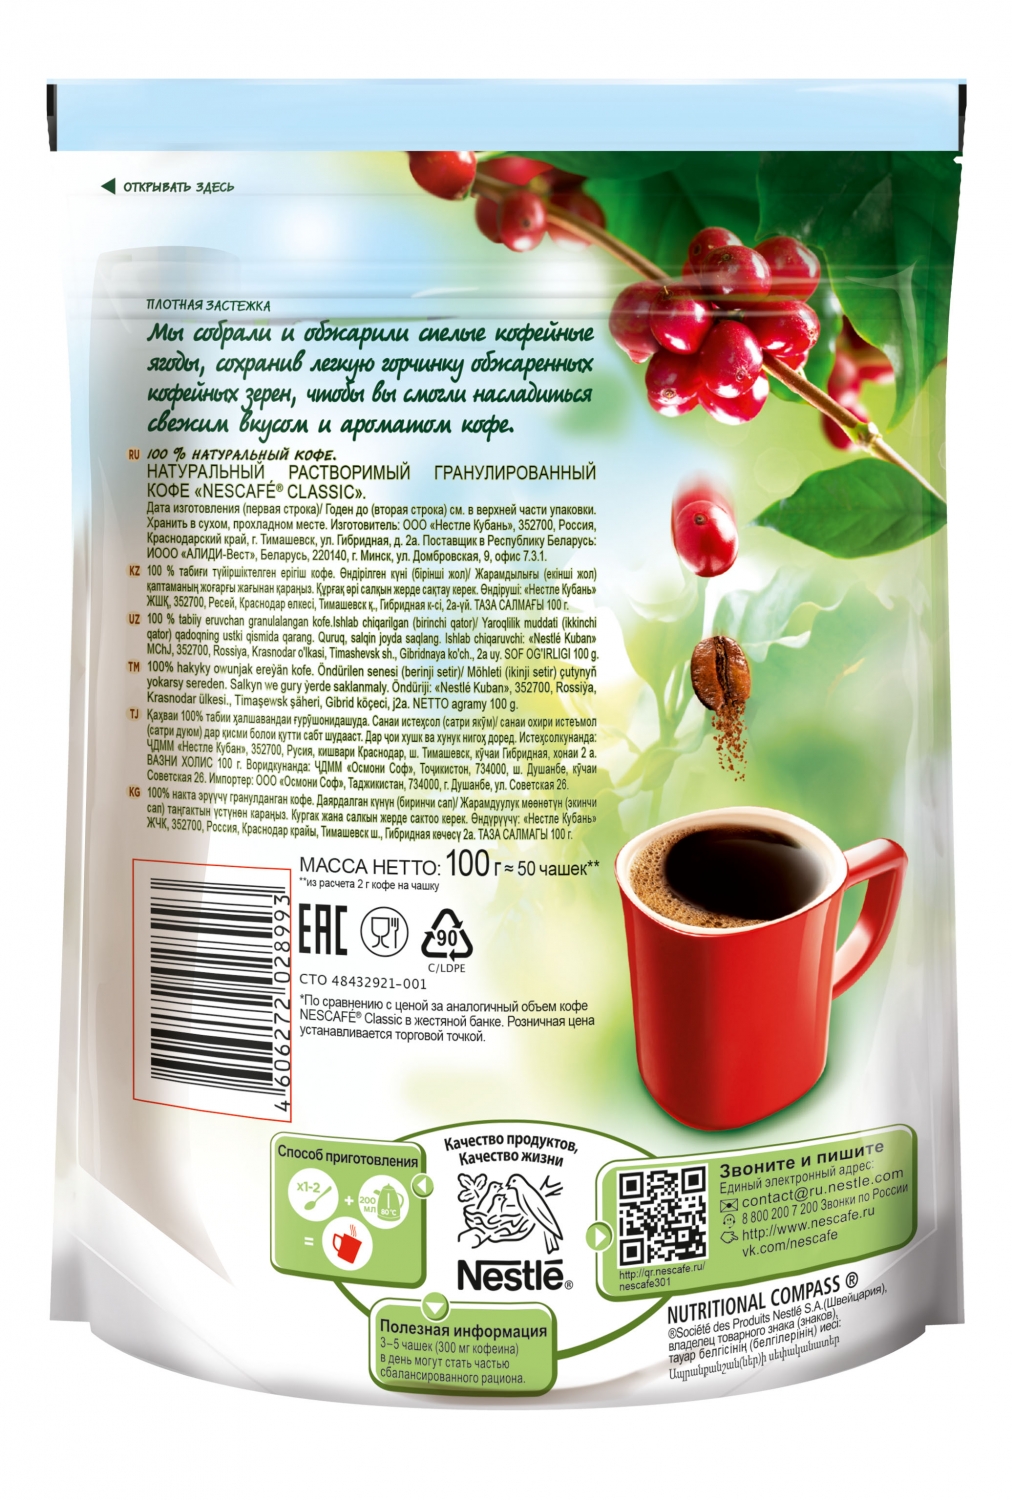 ОТКРЫВАТЬ ЗДЕСЬ
ПЛОТНАЯ ЗАСТЕЖКА
Мы собрали и обжарили спелые кофейные
ягоды, сохранив легкую горчинку обжаренных
кофейных зерен, чтобы вы смогли насладиться
свежим вкусом и ароматом кофе.
RU 100 % НАТУРАЛЬНЫЙ КОФЕ.
НАТУРАЛЬНЫЙ РАСТВОРИМЫЙ ГРАНУЛИРОВАННЫЙ
КОФЕ «NESCAFÉ® CLASSIC».
Дата изготовления (первая строка)/ Годен до (вторая строка) см. в верхней части упаковки.
Хранить в сухом, прохладном месте. Изготовитель: ООО «Нестле Кубань», 352700, Россия,
Краснодарский край, г. Тимашевск, ул. Гибридная, д. 2а. Поставщик в Республику Беларусь:
ИООО «АЛИДИ-Вест», Беларусь, 220140, г. Минск, ул. Домбровская, 9, офис 7.3.1.
KZ 100 % табиғи түйіршіктелген ерігіш кофе. Өндірілген күні (бірінші жол)/ Жарамдылығы (екінші жол)
қаптаманың жоғарғы жағынан қараңыз. Құрғақ әрі салқын жерде сақтау керек. Өндіруші: «Нестле Кубань»
ЖШҚ, 352700, Ресей, Краснодар өлкесі, Тимашевск қ., Гибридная к-сі, 2а-үй. ТАЗА САЛМАҒЫ 100 г.
UZ 100 % tabiiy eruvchan granulalangan kofe.Ishlab chiqarilgan (birinchi qator)/ Yaroqlilik muddati (ikkinchi
qator) qadoqning ustki qismida qarang. Quruq, salqin joyda saqlang. Ishlab chiqaruvchi: «Nestlé Kuban»
MChJ, 352700, Rossiya, Krasnodar o'lkasi, Timashevsk sh., Gibridnaya ko'ch., 2a uy. SOF OG'IRLIGI 100 g.
TM 100% hakyky owunjak ereýän kofe. Öndürilen senesi (berinji setir)/ Möhleti (ikinji setir) çutynyň
yokarsy sereden. Salkyn we gury ýerde saklanmaly. Öndüriji: «Nestlé Kuban», 352700, Rossiýa,
Krasnodar ülkesi., Timaşewsk şäheri, Gibrid köçeci, j2a. NETTO agramy 100 g.
TJ Қаҳваи 100% табии ҳалшавандаи ғурӯшонидашуда. Санаи истеҳсол (сатри якӯм)/ санаи охири истеъмол
(сатри дуюм) дар қисми болои қутти сабт шудааст. Дар ҷои хушк ва хунук нигоҳ доред. Истеҳсолкунанда:
ҶДММ «Нестле Кубан», 352700, Русия, кишвари Краснодар, ш. Тимашевск, кӯчаи Гибридная, хонаи 2 а.
ВАЗНИ ХОЛИС 100 г. Воридкунанда: ҶДММ «Осмони Соф», Тоҷикистон, 734000, ш. Душанбе, кӯчаи
Советская 26. Импортер: ООО «Осмони Соф», Таджикистан, 734000, г. Душанбе, ул. Советская 26.
KG 100% накта эрүүчү гранулданган кофе. Даярдалган күнүн (биринчи сап)/ Жарамдуулук мөөнөтүн (экинчи
сап) таңгактын үстүнөн караңыз. Кургак жана салкын жерде сактоо керек. Өндүрүүчү: «Нестле Кубань»
ЖЧК, 352700, Россия, Краснодар крайы, Тимашевск ш., Гибридная көчөсү 2а. ТАЗА САЛМАГЫ 100 г.
МАССА НЕТТО: 100 г ≈ 50 чашек**
**из расчета 2 г кофе на чашку
4 606272 028993
EAC
90
C/LDPE
СТО 48432921-001
*По сравнению с ценой за аналогичный объем кофе
NESCAFÉ® Classic в жестяной банке. Розничная цена
устанавливается торговой точкой.
Способ приготовления
x1-2
+
200
МЛ
80°C
=
Качество продуктов,
Качество жизни
Nestlé®
Звоните и пишите
Единый электронный адрес:
contact@ru.nestle.com
8 800 200 7 200 Звонки по России
http://www.nescafe.ru
vk.com/nescafe
http://qr.nescafe.ru/
nescafe301
Полезная информация
3–5 чашек (300 мг кофеина)
в день могут стать частью
сбалансированного рациона.
NUTRITIONAL COMPASS ®
®Société des Produits Nestlé S.A.(Швейцария),
владелец товарного знака (знаков),
тауар белгісінің (белгілерінің) иесі:
Ապրանքանշան(ներ)ի սեփականատեր